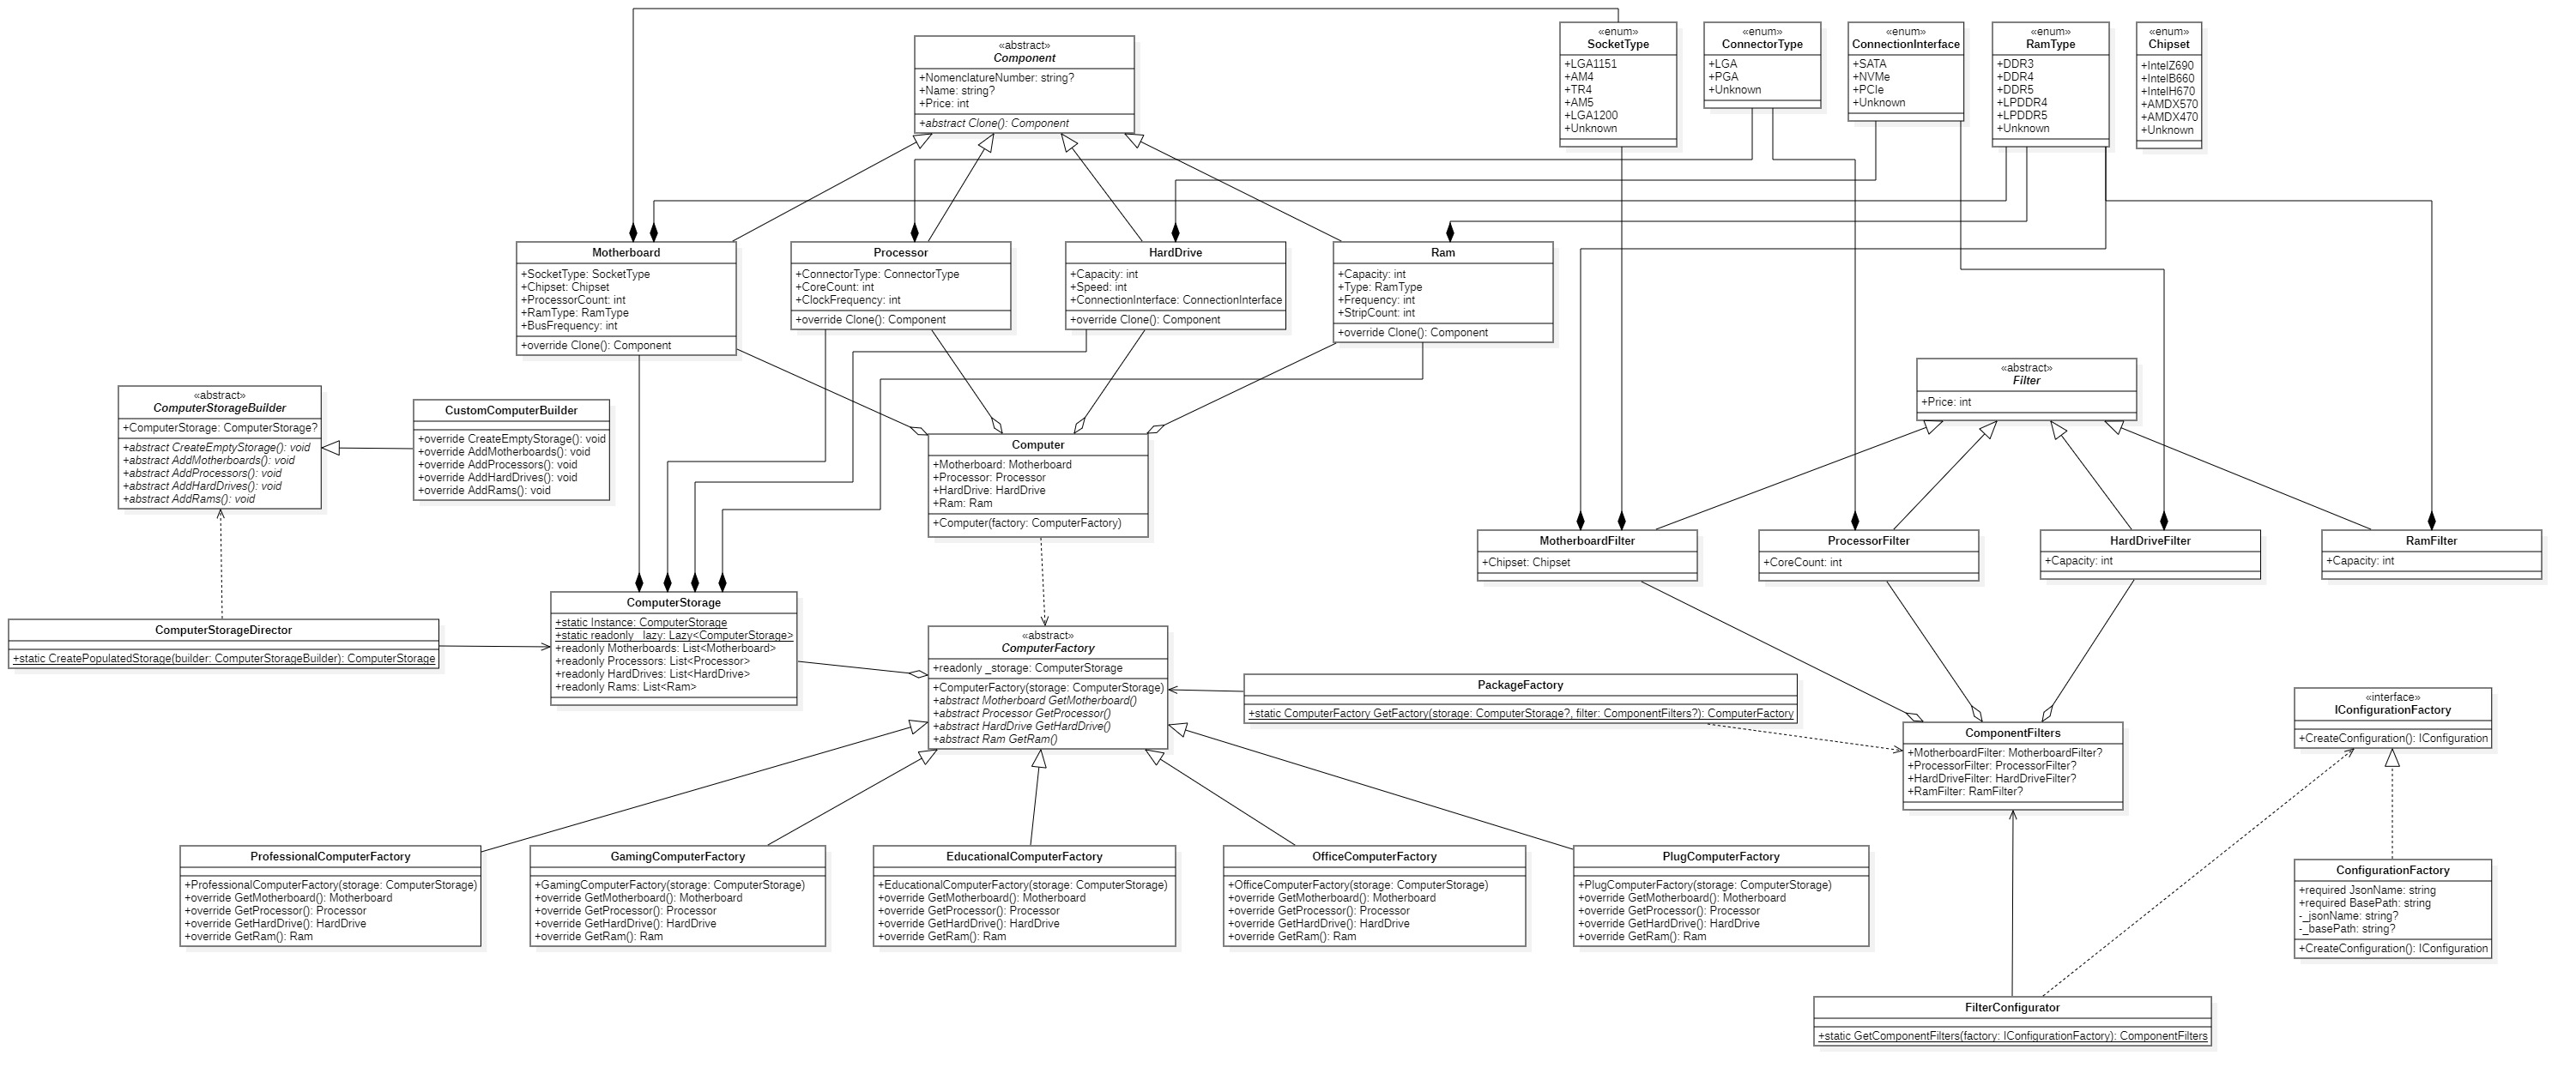 «abstract»
Component
+NomenclatureNumber: string?
+Name: string?
+Price: int
+abstract Clone(): Component
«enum»
SocketType
+LGA1151
+AM4
+TR4
+AM5
+LGA1200
+Unknown
«enum»
ConnectorType
+LGA
+PGA
+Unknown
«enum»
ConnectionInterface
+SATA
+NVMe
+PCIe
+Unknown
«enum»
RamType
+DDR3
+DDR4
+DDR5
+LPDDR4
+LPDDR5
+Unknown
«enum»
Chipset
+IntelZ690
+IntelB660
+IntelH670
+AMDX570
+AMDX470
+Unknown
Motherboard
+SocketType: SocketType
+Chipset: Chipset
+ProcessorCount: int
+RamType: RamType
+BusFrequency: int
+override Clone(): Component
Processor
+ConnectorType: ConnectorType
+CoreCount: int
+ClockFrequency: int
+override Clone(): Component
HardDrive
+Capacity: int
+Speed: int
+ConnectionInterface: ConnectionInterface
+override Clone(): Component
Ram
+Capacity: int
+Type: RamType
+Frequency: int
+StripCount: int
+override Clone(): Component
«abstract»
Filter
+Price: int
«abstract»
ComputerStorageBuilder
+ComputerStorage: ComputerStorage?
+abstract CreateEmptyStorage(): void
+abstract AddMotherboards(): void
+abstract AddProcessors(): void
+abstract AddHardDrives(): void
+abstract AddRams(): void
CustomComputerBuilder
+override CreateEmptyStorage(): void
+override AddMotherboards(): void
+override AddProcessors(): void
+override AddHardDrives(): void
+override AddRams(): void
Computer
+Motherboard: Motherboard
+Processor: Processor
+HardDrive: HardDrive
+Ram: Ram
+Computer(factory: ComputerFactory)
MotherboardFilter
+Chipset: Chipset
ProcessorFilter
+CoreCount: int
HardDriveFilter
+Capacity: int
RamFilter
+Capacity: int
ComputerStorageDirector
+static CreatePopulatedStorage(builder: ComputerStorageBuilder): ComputerStorage
ComputerStorage
+static Instance: ComputerStorage
+static readonly _lazy: Lazy<ComputerStorage>
+readonly Motherboards: List<Motherboard>
+readonly Processors: List<Processor>
+readonly HardDrives: List<HardDrive>
+readonly Rams: List<Ram>
«abstract»
ComputerFactory
+readonly _storage: ComputerStorage
+ComputerFactory(storage: ComputerStorage)
+abstract Motherboard GetMotherboard()
+abstract Processor GetProcessor()
+abstract HardDrive GetHardDrive()
+abstract Ram GetRam()
PackageFactory
+static ComputerFactory GetFactory(storage: ComputerStorage?, filter: ComponentFilters?): ComputerFactory
ComponentFilters
+MotherboardFilter: MotherboardFilter?
+ProcessorFilter: ProcessorFilter?
+HardDriveFilter: HardDriveFilter?
+RamFilter: RamFilter?
«interface»
IConfigurationFactory
+CreateConfiguration(): IConfiguration
ProfessionalComputerFactory
+ProfessionalComputerFactory(storage: ComputerStorage)
+override GetMotherboard(): Motherboard
+override GetProcessor(): Processor
+override GetHardDrive(): HardDrive
+override GetRam(): Ram
GamingComputerFactory
+GamingComputerFactory(storage: ComputerStorage)
+override GetMotherboard(): Motherboard
+override GetProcessor(): Processor
+override GetHardDrive(): HardDrive
+override GetRam(): Ram
EducationalComputerFactory
+EducationalComputerFactory(storage: ComputerStorage)
+override GetMotherboard(): Motherboard
+override GetProcessor(): Processor
+override GetHardDrive(): HardDrive
+override GetRam(): Ram
OfficeComputerFactory
+OfficeComputerFactory(storage: ComputerStorage)
+override GetMotherboard(): Motherboard
+override GetProcessor(): Processor
+override GetHardDrive(): HardDrive
+override GetRam(): Ram
PlugComputerFactory
+PlugComputerFactory(storage: ComputerStorage)
+override GetMotherboard(): Motherboard
+override GetProcessor(): Processor
+override GetHardDrive(): HardDrive
+override GetRam(): Ram
ConfigurationFactory
+required JsonName: string
+required BasePath: string
-_jsonName: string?
-_basePath: string?
+CreateConfiguration(): IConfiguration
FilterConfigurator
+static GetComponentFilters(factory: IConfigurationFactory): ComponentFilters